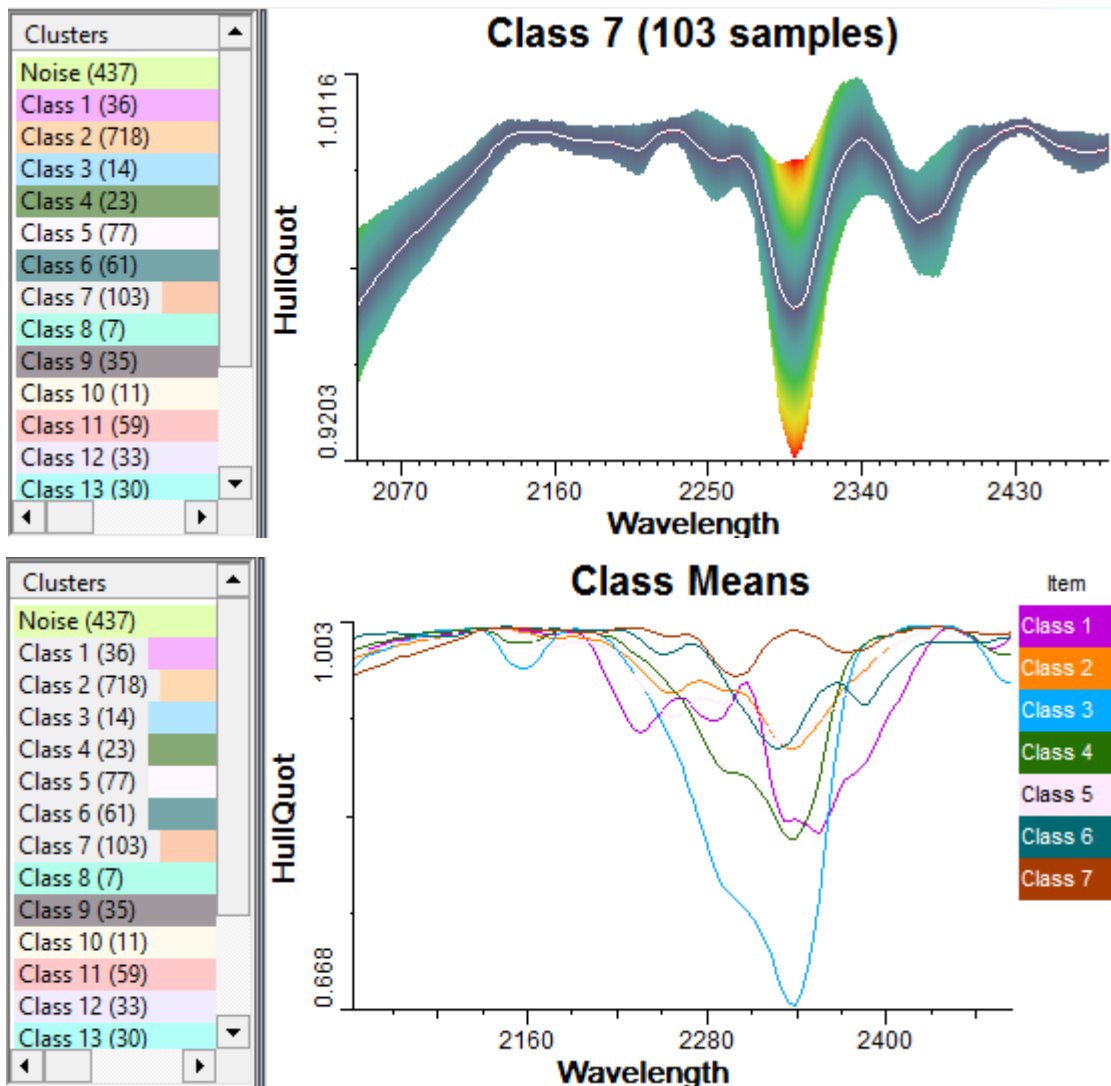 Clusters
Noise (437)
Class 1 (36)
Class 2 (718)
Class 3 (14)
Class 4 (23)
Class 5 (77)
Class 6 (61)
Class 7 (103)
Class 8 (7)
Class 9 (35)
Class 10 (11)
Class 11 (59)
Class 12 (33)
Class 13 (30)
Class 7 (103 samples)
1.0116
HullQuot
0.9203
2070 2160 2250 2340 2430
Wavelength
Clusters
Noise (437)
Class 1 (36)
Class 2 (718)
Class 3 (14)
Class 4 (23)
Class 5 (77)
Class 6 (61)
Class 7 (103)
Class 8 (7)
Class 9 (35)
Class 10 (11)
Class 11 (59)
Class 12 (33)
Class 13 (30)
Class Means
1.003
HullQuot
0.668
2160 2280 2400
Wavelength
Item
Class 1
Class 2
Class 3
Class 4
Class 5
Class 6
Class 7